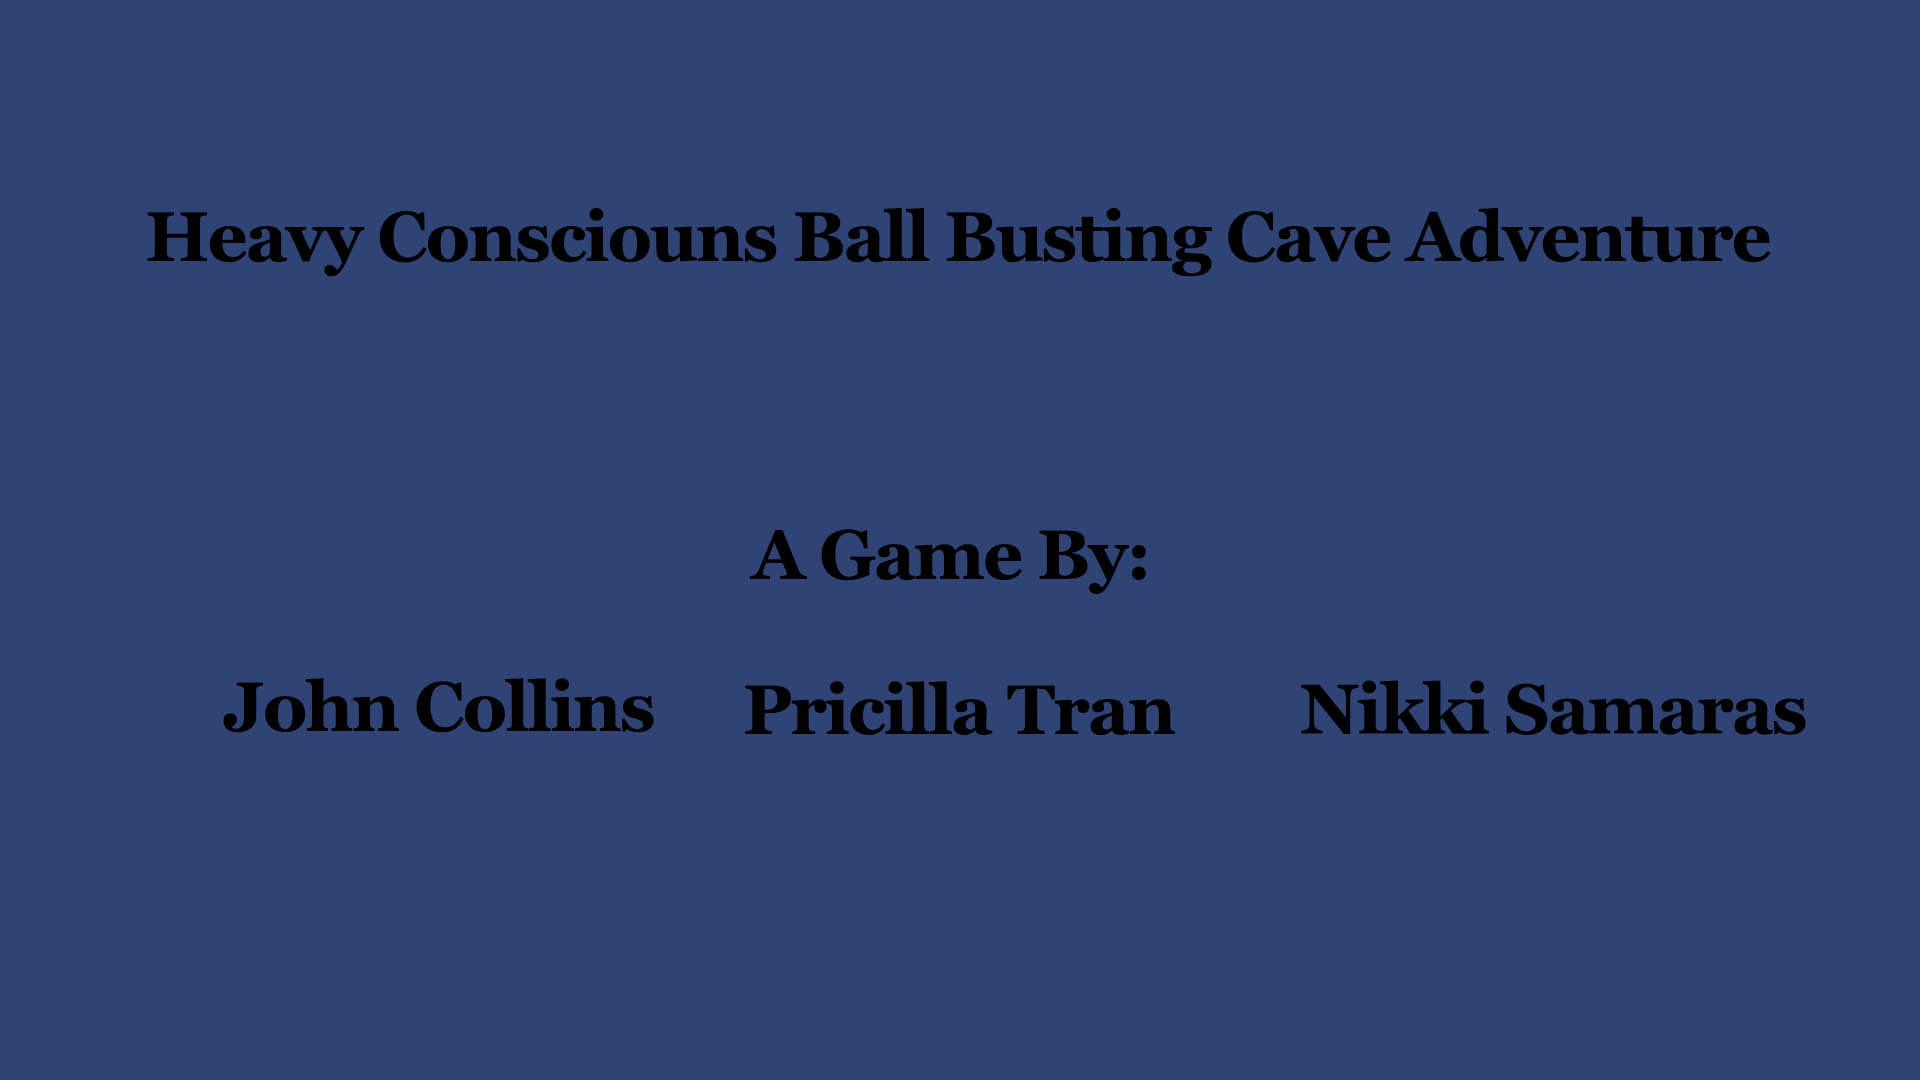 Heavy Consciouns Ball Busting Cave Adventure
A Game By:
John Collins Pricilla Tran Nikki Samaras